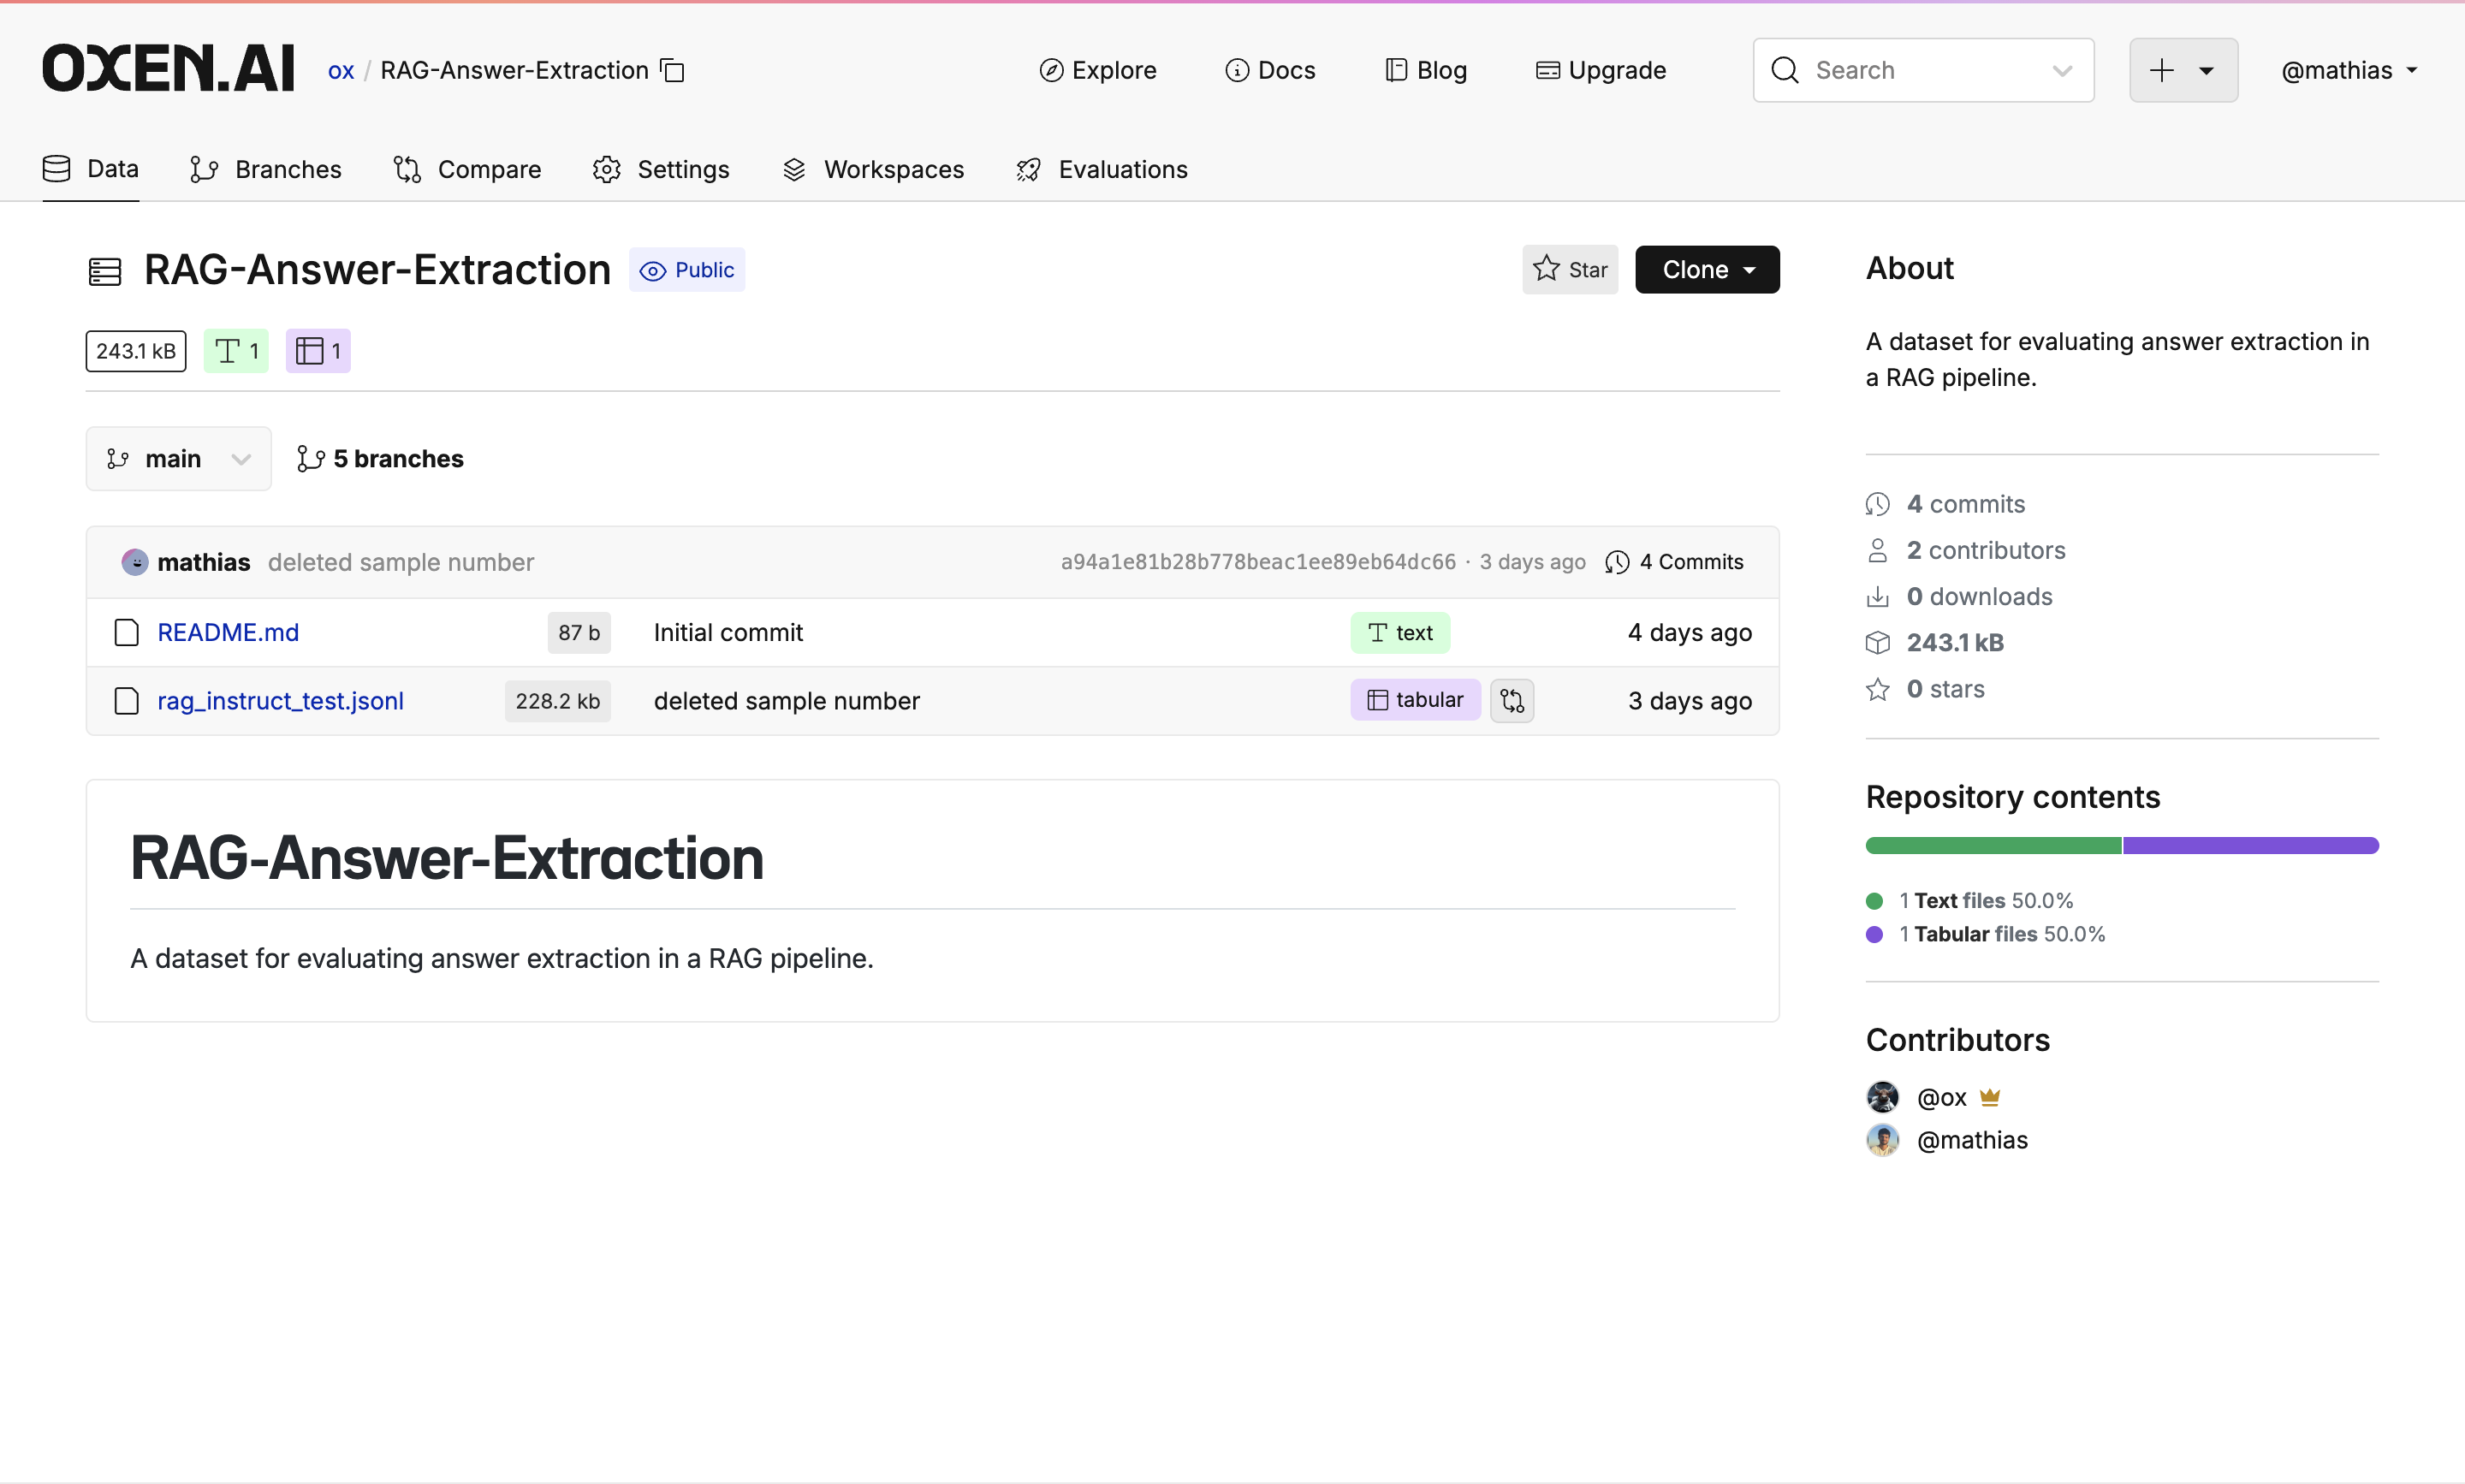 OXEN.AI ox / RAG-Answer-Extraction Explore Docs Blog Upgrade Search @mathias
Data Branches Compare Settings Workspaces Evaluations
RAG-Answer-Extraction Public Star Clone
243.1 kB 1 1
main 5 branches
mathias deleted sample number a94a1e81b28b778beac1ee89eb64dc66 · 3 days ago 4 Commits
README.md 87 b Initial commit text 4 days ago
rag_instruct_test.jsonl 228.2 kb deleted sample number tabular 3 days ago
RAG-Answer-Extraction
A dataset for evaluating answer extraction in a RAG pipeline.
About
A dataset for evaluating answer extraction in
a RAG pipeline.
4 commits
2 contributors
0 downloads
243.1 kB
0 stars
Repository contents
1 Text files 50.0%
1 Tabular files 50.0%
Contributors
@ox
@mathias